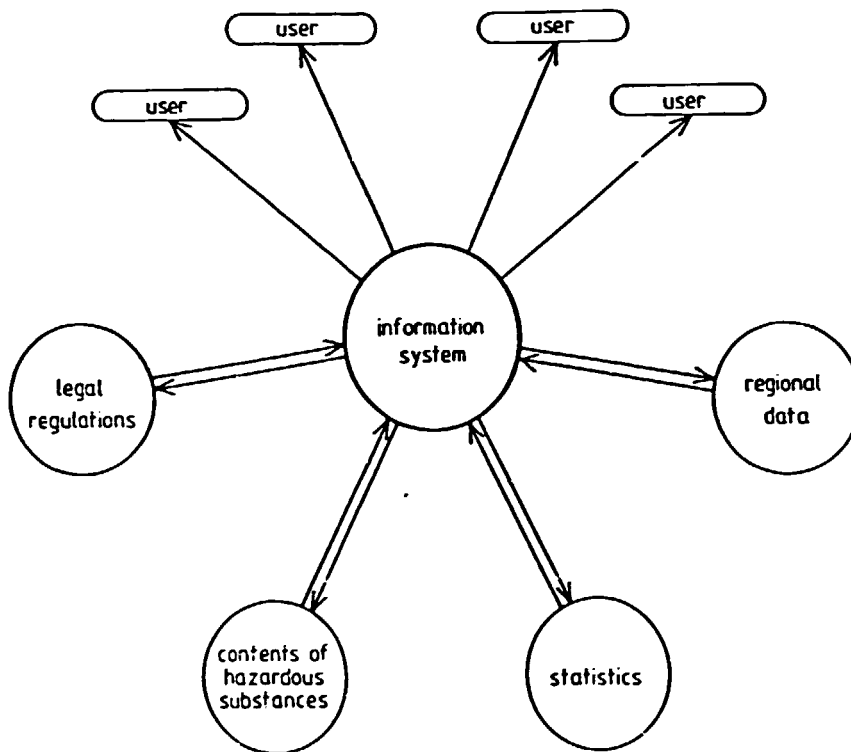 user
user
user
user
information
system
legal
regulations
regional
data
contents of
hazardous
substances
statistics